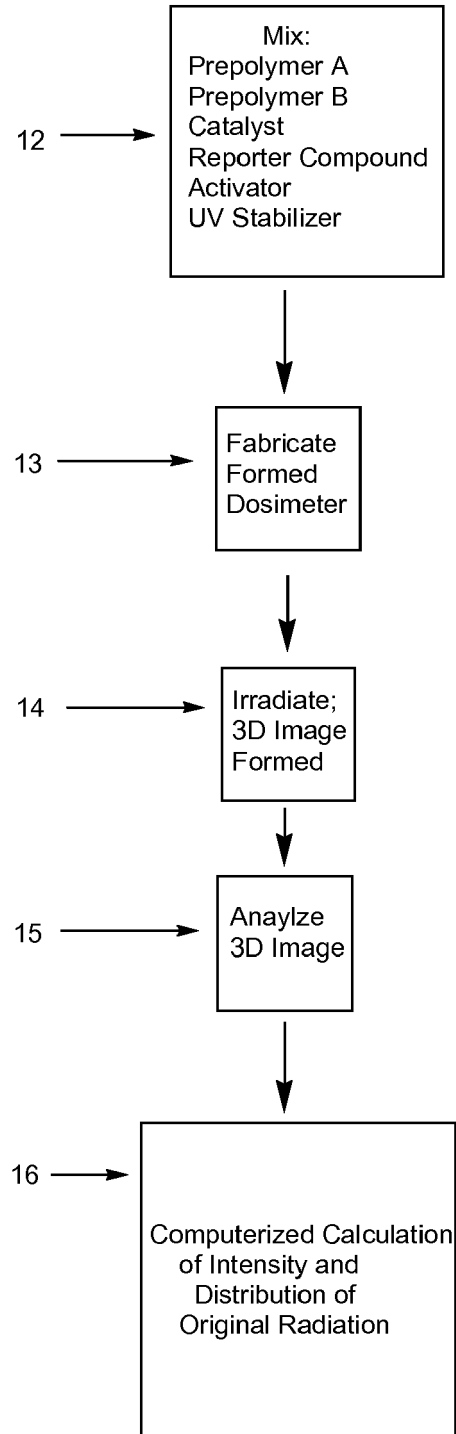 Mix:
Prepolymer A
Prepolymer B
12
Catalyst
Reporter Compound
Activator
UV Stabilizer
13
Fabricate
Formed
Dosimeter
14
Irradiate;
3D Image
Formed
15
Anaylze
3D Image
16
Computerized Calculation
of Intensity and
Distribution of
Original Radiation